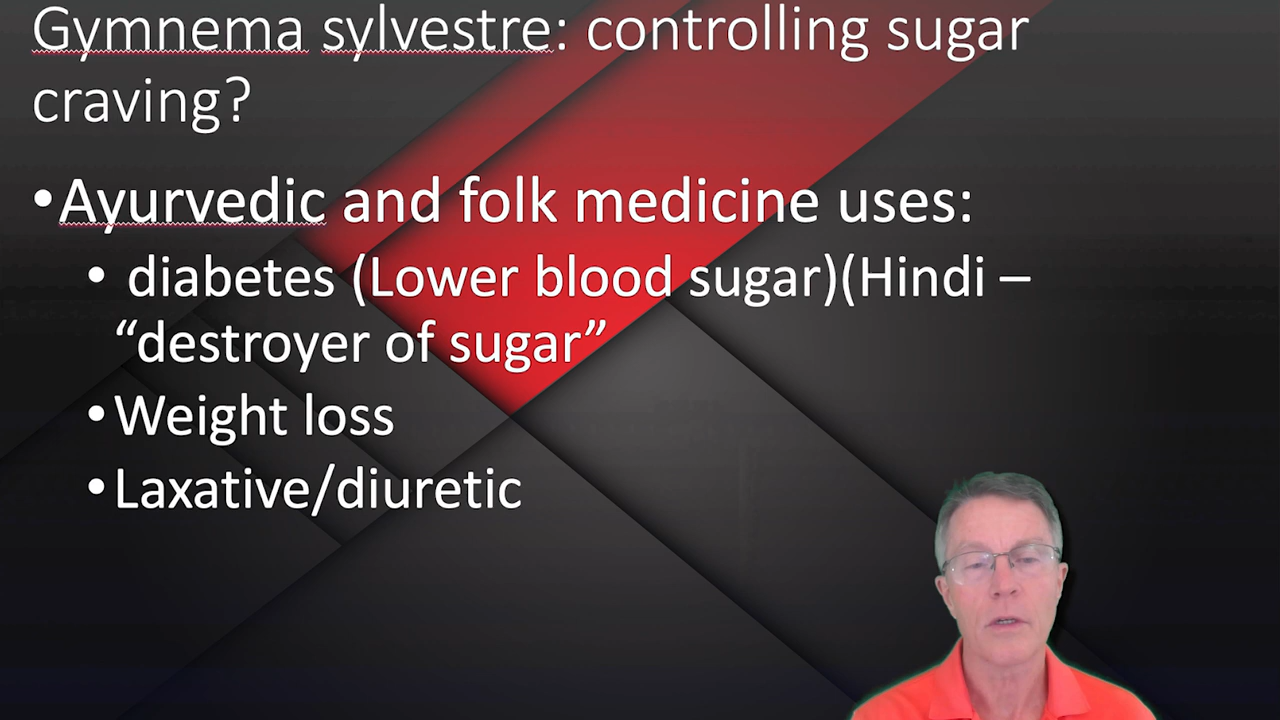 Gymnema sylvestre: controlling sugar
craving?
•Ayurvedic and folk medicine uses:
• diabetes (Lower blood sugar)(Hindi –
“destroyer of sugar”
•Weight loss
•Laxative/diuretic